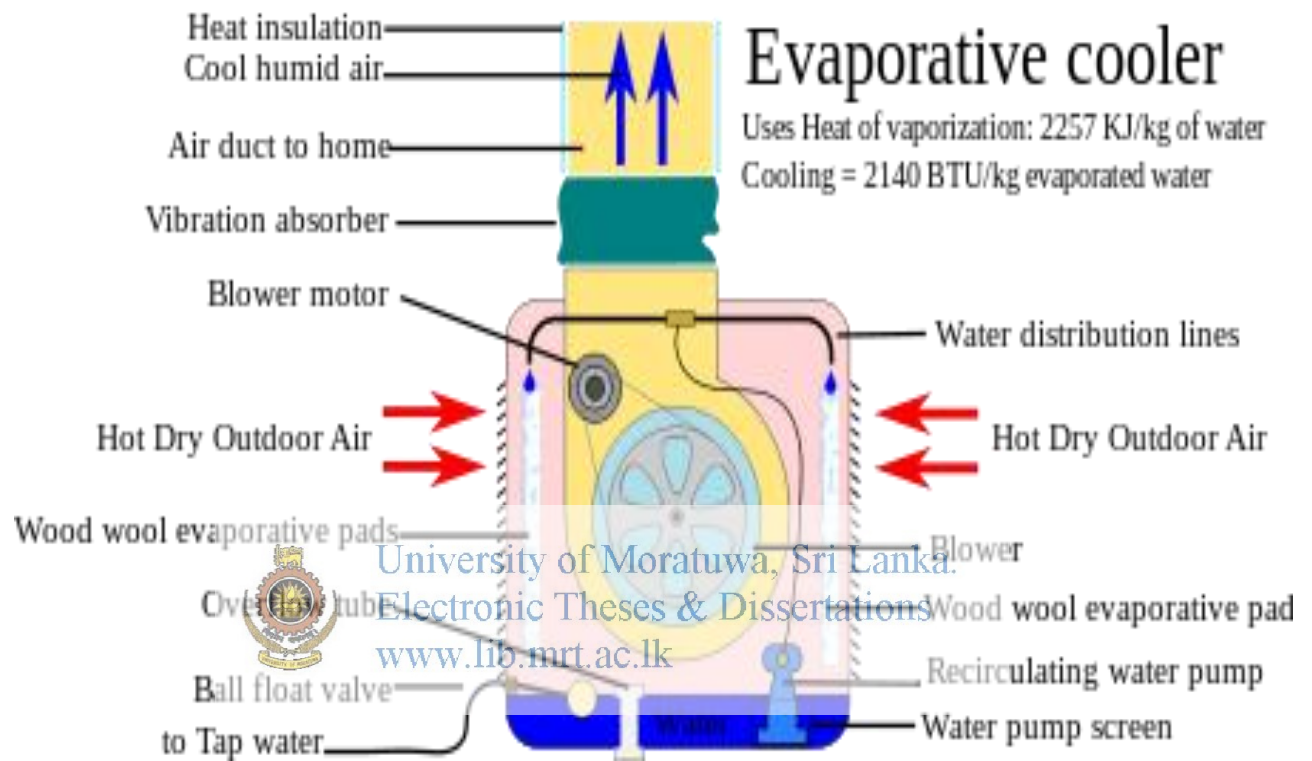 Heat insulation
Cool humid air
Air duct to home
Vibration absorber
Blower motor
Hot Dry Outdoor Air
Wood wool evaporative pads
Overflow tube
Ball float valve
to Tap water
Evaporative cooler
Uses Heat of vaporization: 2257 KJ/kg of water
Cooling = 2140 BTU/kg evaporated water
Water distribution lines
Hot Dry Outdoor Air
Blower
Wood wool evaporative pad
Recirculating water pump
Water pump screen
Water
University of Moratuwa, Sri Lanka.
Electronic Theses & Dissertations
www.lib.mrt.ac.lk